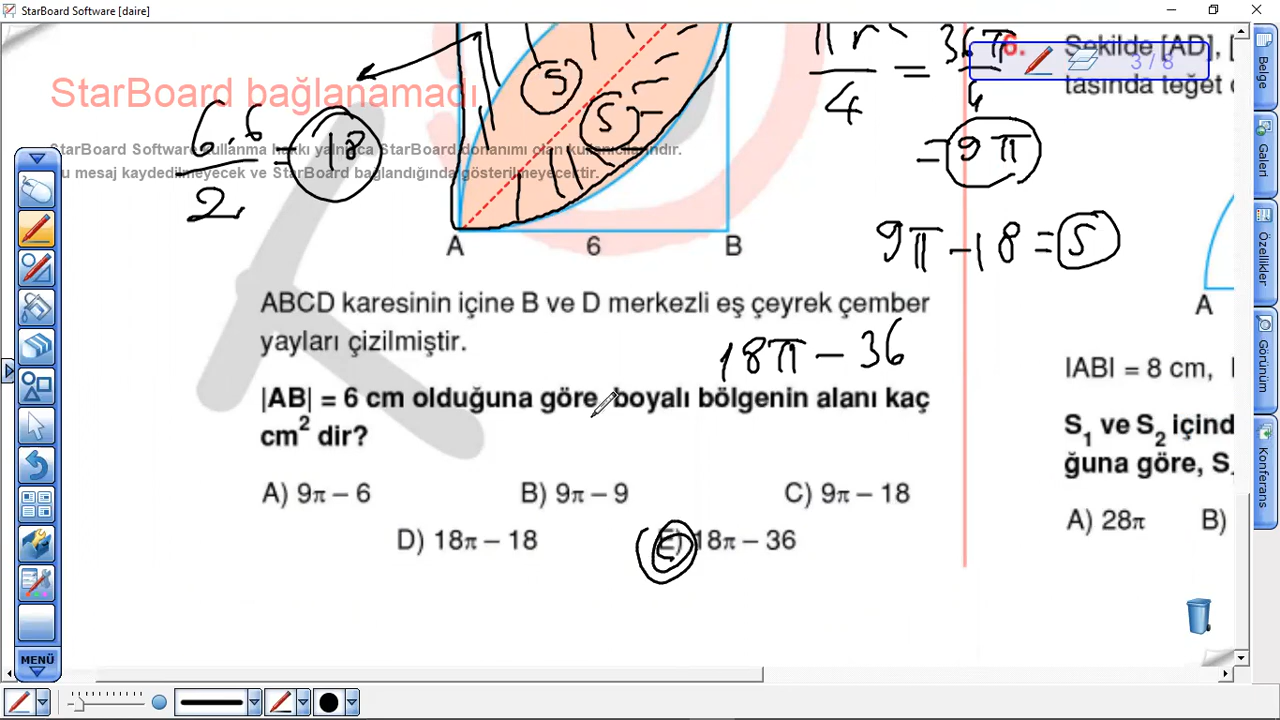 StarBoard Software [daire]
StarBoard bağlanamadı
StarBoard Software kullanma hakkı yalnızca StarBoard donanımı olan kullanıcılarındır.
Bu mesaj kaydedilmeyecek ve StarBoard bağlandığında gösterilmeyecektir.
6.6
2
= 18
S
S
4
= 36π
= 9π
9π - 18 = S
A
6
B
ABCD karesinin içine B ve D merkezli eş çeyrek çember
yayları çizilmiştir.
18π - 36
|AB| = 6 cm olduğuna göre, boyalı bölgenin alanı kaç
cm² dir?
A) 9π – 6
B) 9π – 9
C) 9π – 18
D) 18π – 18
E) 18π – 36
6. Şekilde [AD], [
3 / 8
tasında teğet
A
IABI = 8 cm,
S₁ ve S₂ içind
ğuna göre, S
A) 28π
B)
MENÜ
Belge
Galeri
Özellikler
Görünüm
Konferans